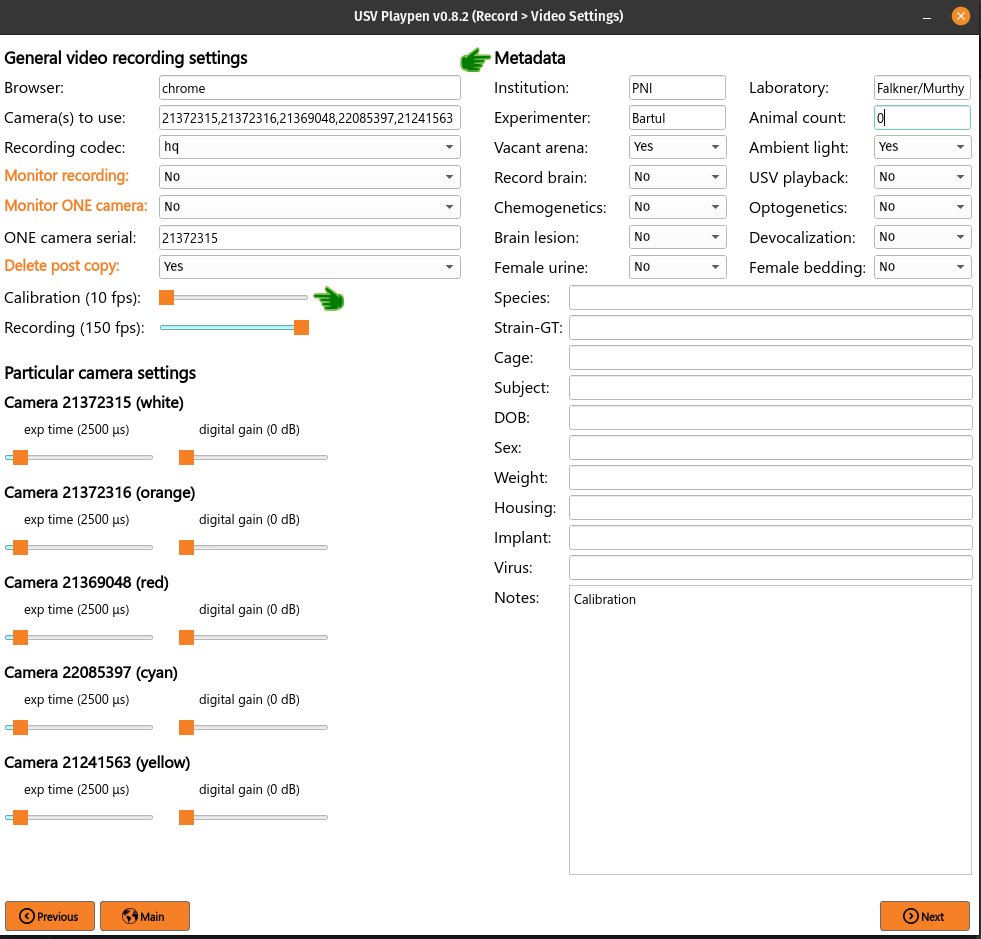 USV Playpen v0.8.2 (Record > Video Settings)
General video recording settings
Browser: chrome
Camera(s) to use: 21372315,21372316,21369048,22085397,21241563
Recording codec: hq
Monitor recording: No
Monitor ONE camera: No
ONE camera serial: 21372315
Delete post copy: Yes
Calibration (10 fps):
Recording (150 fps):
Particular camera settings
Camera 21372315 (white)
exp time (2500 µs) digital gain (0 dB)
Camera 21372316 (orange)
exp time (2500 µs) digital gain (0 dB)
Camera 21369048 (red)
exp time (2500 µs) digital gain (0 dB)
Camera 22085397 (cyan)
exp time (2500 µs) digital gain (0 dB)
Camera 21241563 (yellow)
exp time (2500 µs) digital gain (0 dB)
Metadata
Institution: PNI Laboratory: Falkner/Murthy
Experimenter: Bartul Animal count: 0
Vacant arena: Yes Ambient light: Yes
Record brain: No USV playback: No
Chemogenetics: No Optogenetics: No
Brain lesion: No Devocalization: No
Female urine: No Female bedding: No
Species:
Strain-GT:
Cage:
Subject:
DOB:
Sex:
Weight:
Housing:
Implant:
Virus:
Notes: Calibration
Previous Main Next